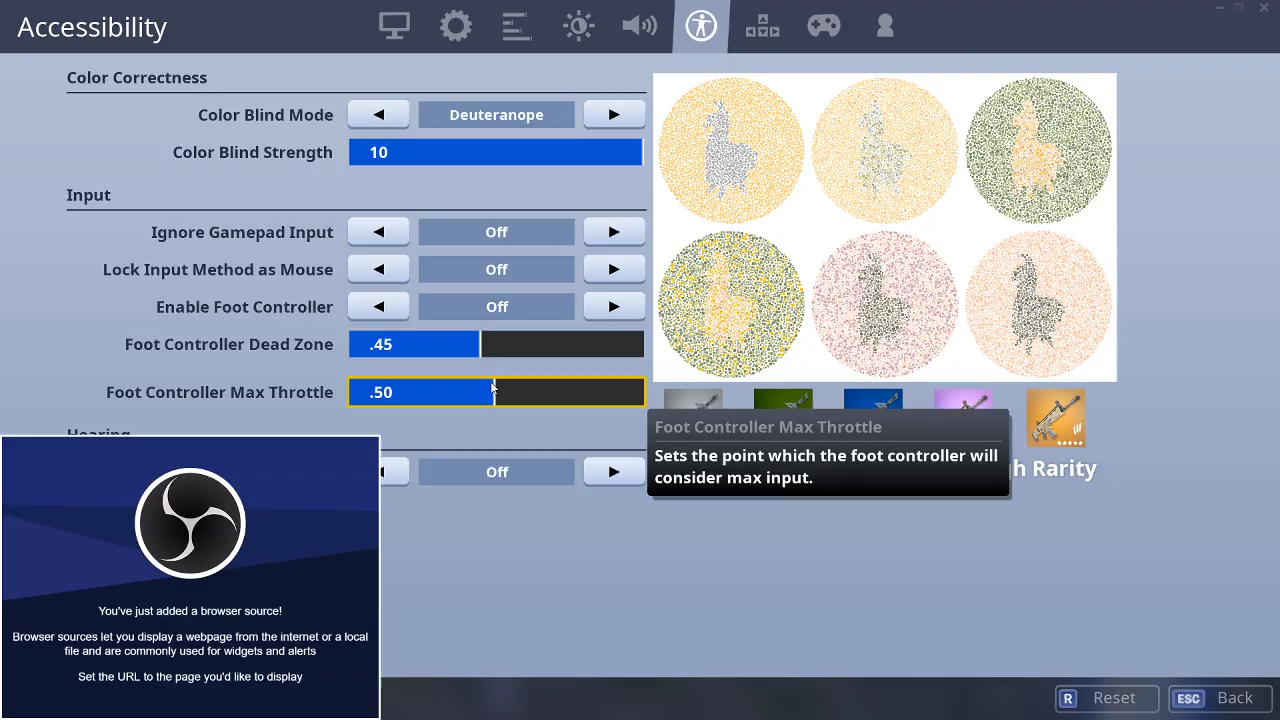 Accessibility
Color Correctness
Color Blind Mode
Deuteranope
Color Blind Strength
10
Input
Ignore Gamepad Input
Off
Lock Input Method as Mouse
Off
Enable Foot Controller
Off
Foot Controller Dead Zone
.45
Foot Controller Max Throttle
.50
Foot Controller Max Throttle
Sets the point which the foot controller will
consider max input.
Hearing
Off
h Rarity
You've just added a browser source!
Browser sources let you display a webpage from the internet or a local
file and are commonly used for widgets and alerts
Set the URL to the page you'd like to display
R Reset
ESC Back